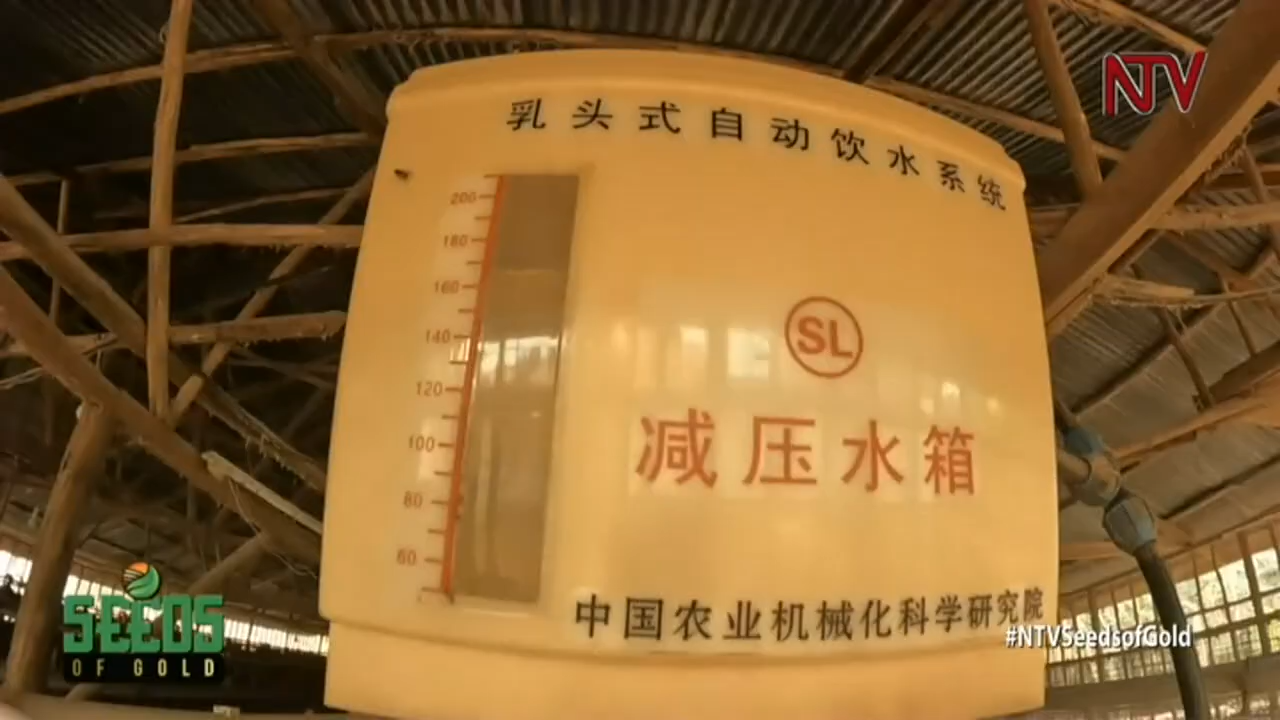 NTV
乳头式自动饮水系统
200
180
160
140
120
100
80
60
SL
减压水箱
中国农业机械化科学研究院
#NTVSeedsofGold
SEEDS
OF GOLD